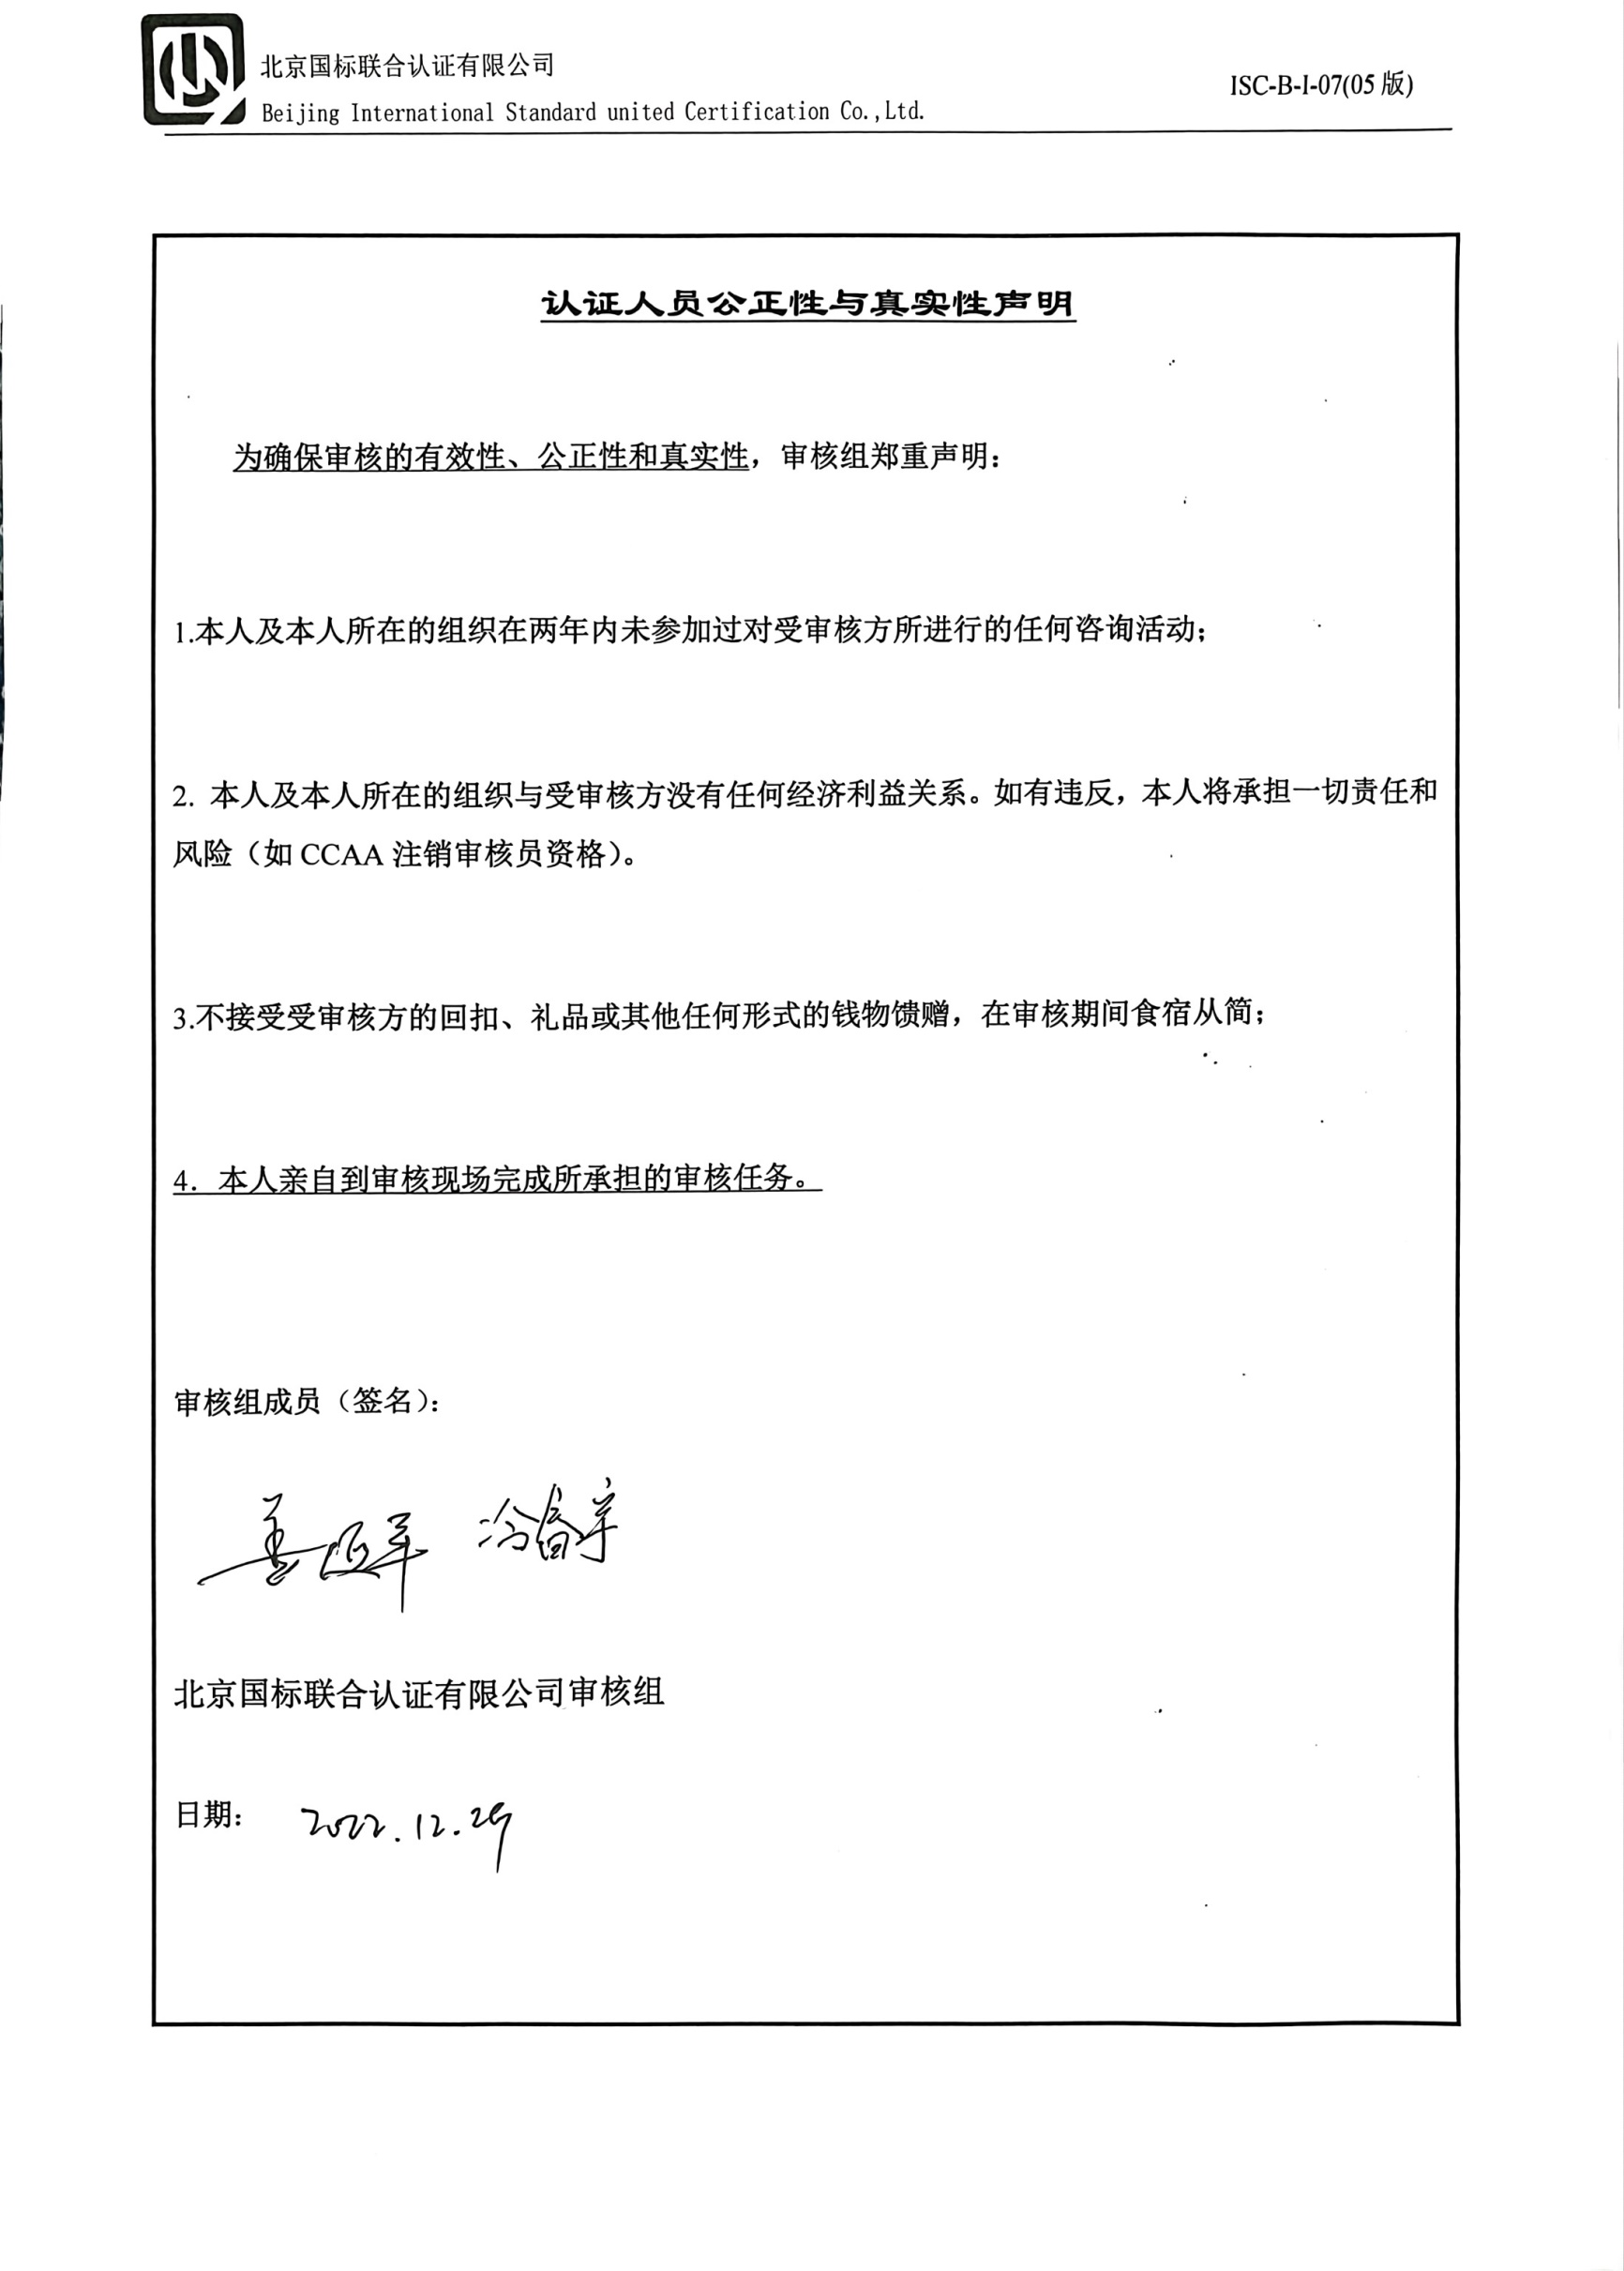 北京国标联合认证有限公司
Beijing International Standard united Certification Co.,Ltd.
ISC-B-I-07(05 版)
认证人员公正性与真实性声明
为确保审核的有效性、公正性和真实性，审核组郑重声明：
1.本人及本人所在的组织在两年内未参加过对受审核方所进行的任何咨询活动；
2. 本人及本人所在的组织与受审核方没有任何经济利益关系。如有违反，本人将承担一切责任和
风险（如 CCAA 注销审核员资格）。
3.不接受受审核方的回扣、礼品或其他任何形式的钱物馈赠，在审核期间食宿从简；
4. 本人亲自到审核现场完成所承担的审核任务。
审核组成员（签名）：
北京国标联合认证有限公司审核组
日期： 2022.12.29